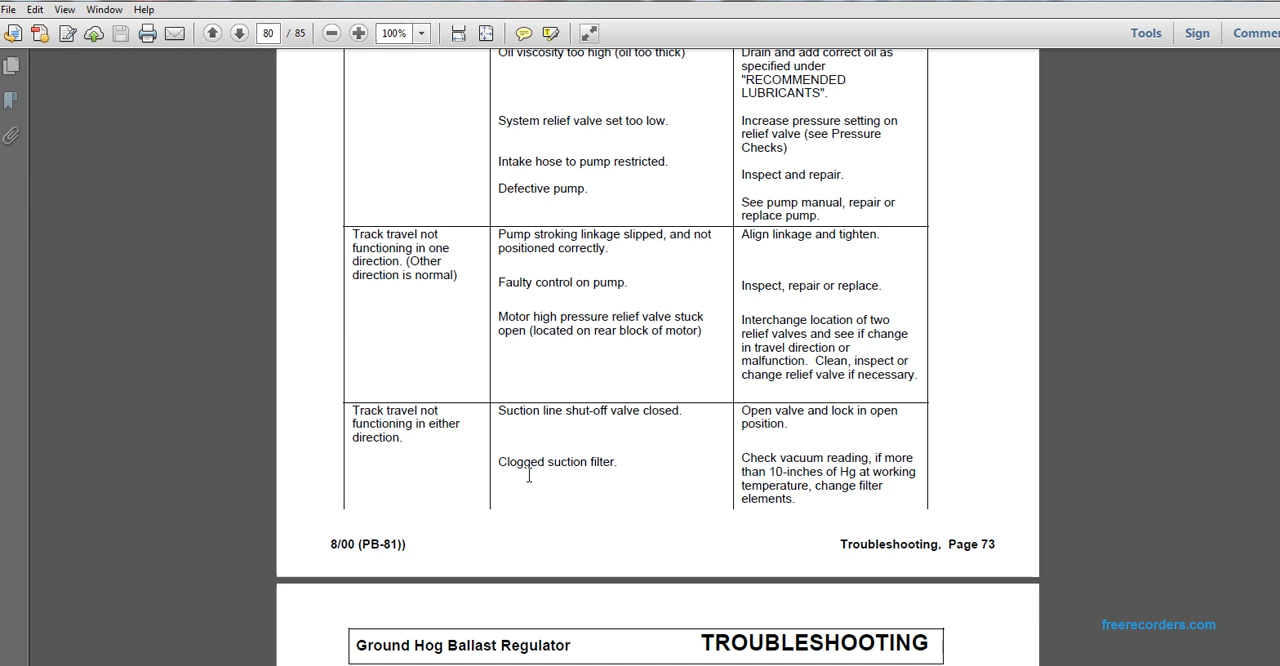 File Edit View Window Help
80 / 85 100% Tools Sign Commen
Oil viscosity too high (oil too thick)
Drain and add correct oil as
specified under
"RECOMMENDED
LUBRICANTS".
System relief valve set too low.
Increase pressure setting on
relief valve (see Pressure
Checks)
Intake hose to pump restricted.
Inspect and repair.
Defective pump.
See pump manual, repair or
replace pump.
Track travel not
functioning in one
direction. (Other
direction is normal)
Pump stroking linkage slipped, and not
positioned correctly.
Align linkage and tighten.
Faulty control on pump.
Inspect, repair or replace.
Motor high pressure relief valve stuck
open (located on rear block of motor)
Interchange location of two
relief valves and see if change
in travel direction or
malfunction. Clean, inspect or
change relief valve if necessary.
Track travel not
functioning in either
direction.
Suction line shut-off valve closed.
Open valve and lock in open
position.
Clogged suction filter.
Check vacuum reading, if more
than 10-inches of Hg at working
temperature, change filter
elements.
8/00 (PB-81))
Troubleshooting, Page 73
freerecorders.com
Ground Hog Ballast Regulator
TROUBLESHOOTING